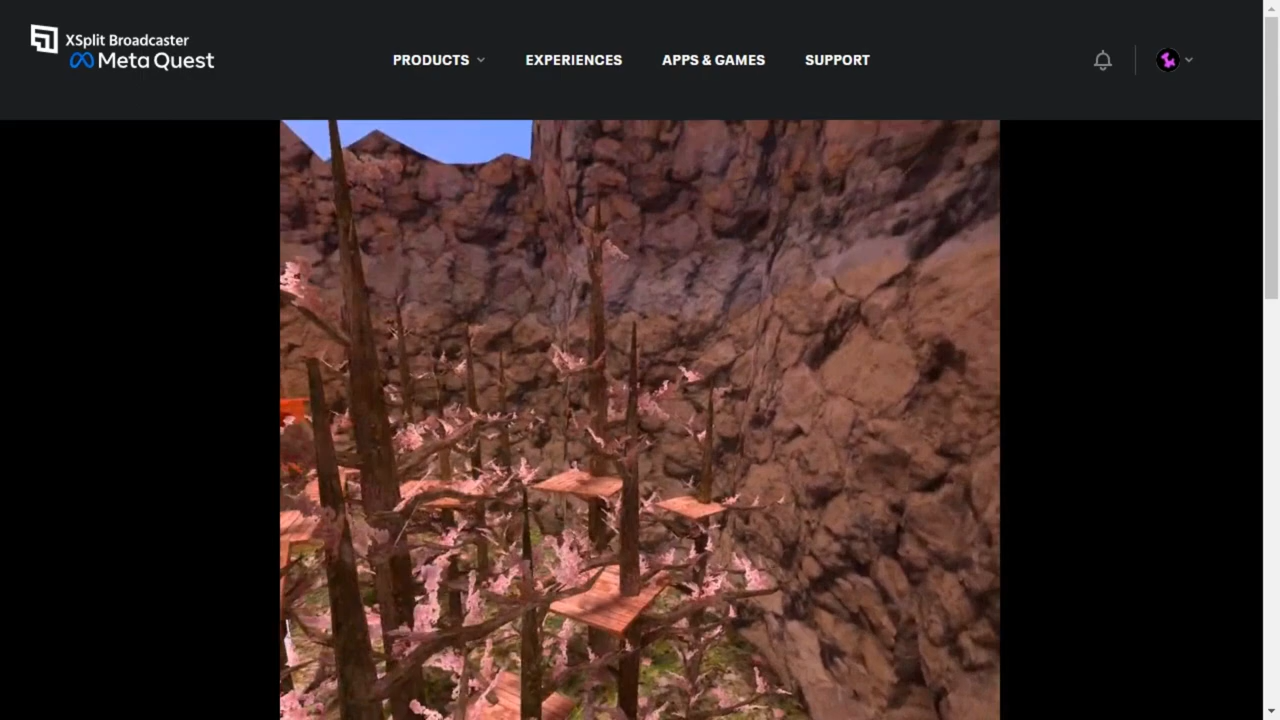 XSplit Broadcaster
Meta Quest
PRODUCTS
EXPERIENCES
APPS & GAMES
SUPPORT